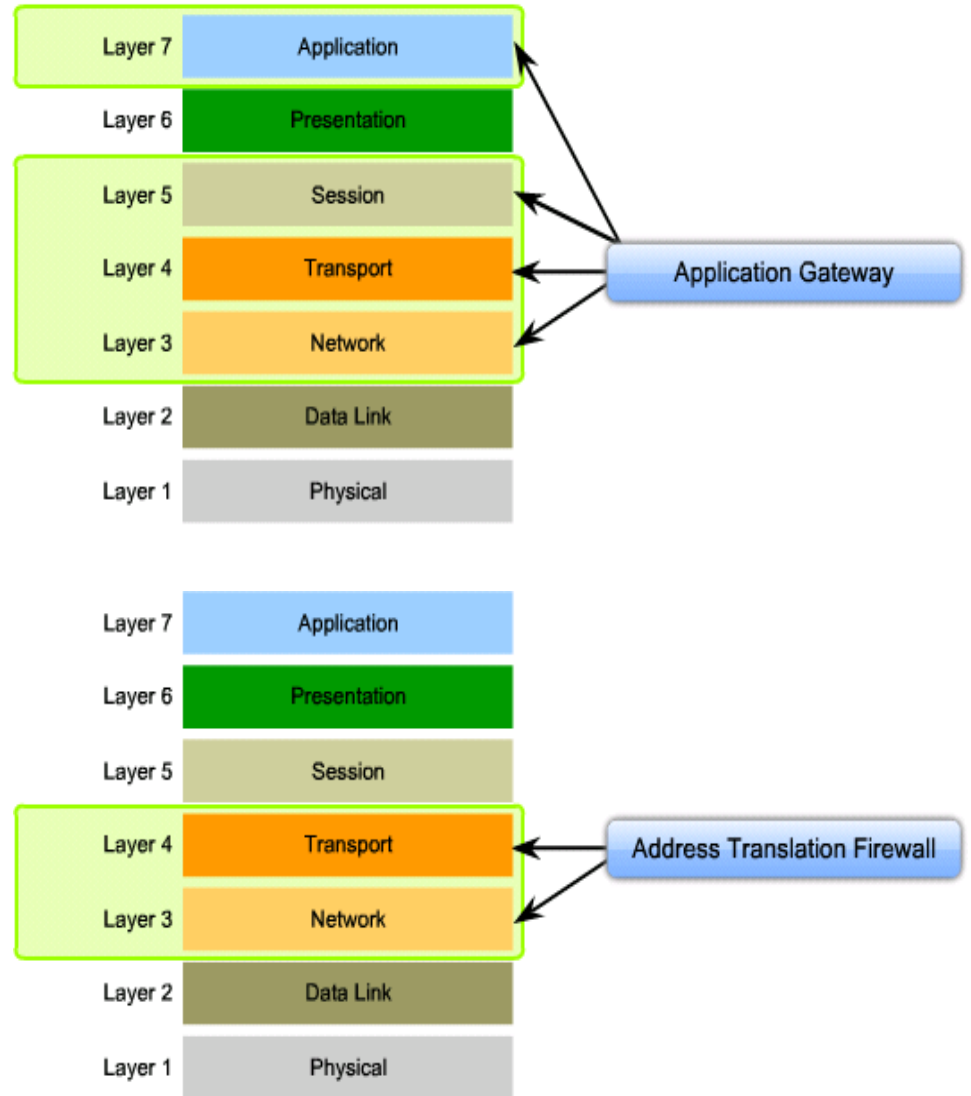 Layer 7 Application
Layer 6 Presentation
Layer 5 Session
Layer 4 Transport
Application Gateway
Layer 3 Network
Layer 2 Data Link
Layer 1 Physical
Layer 7 Application
Layer 6 Presentation
Layer 5 Session
Layer 4 Transport
Address Translation Firewall
Layer 3 Network
Layer 2 Data Link
Layer 1 Physical